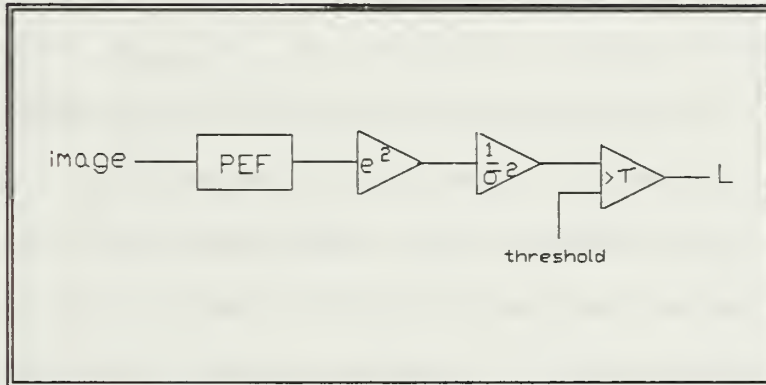 image
PEF
e²
1
σ²
>T
L
threshold